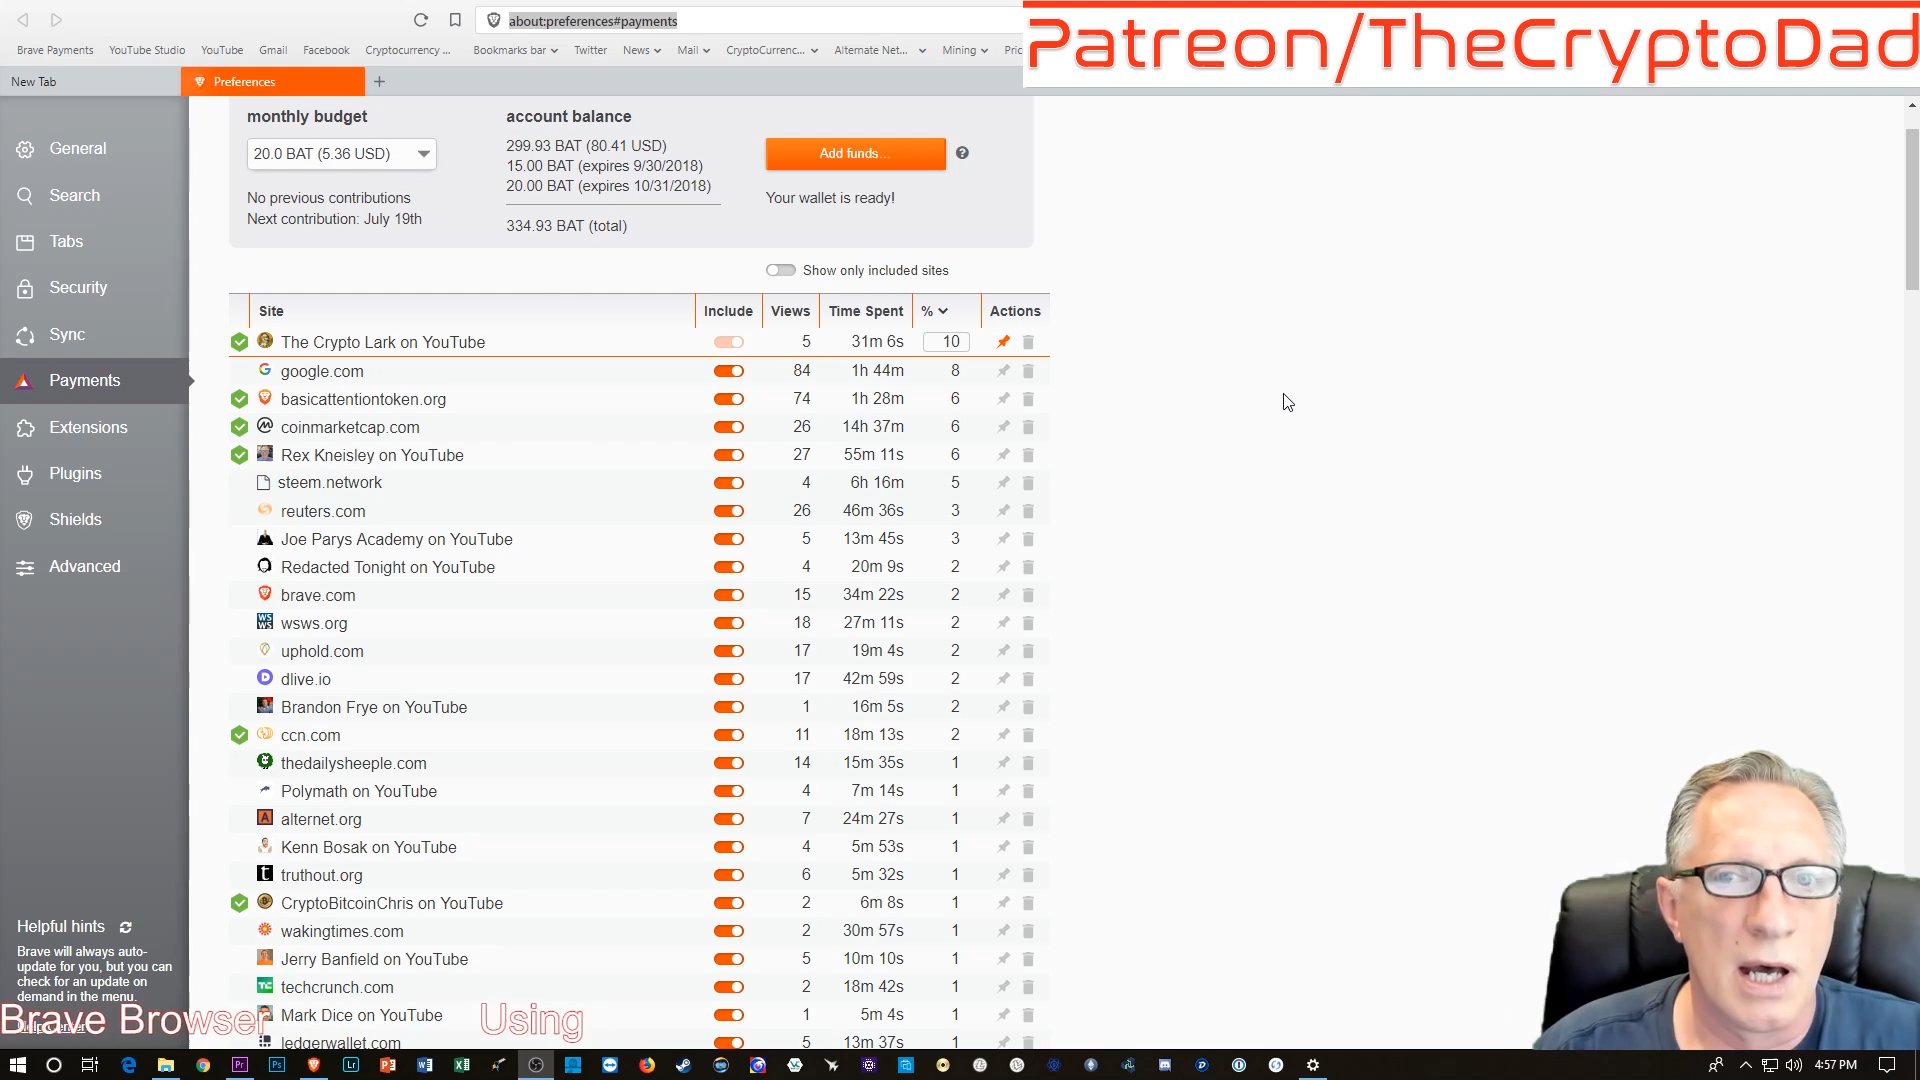 about:preferences#payments
Patreon/TheCryptoDad
Brave Payments YouTube Studio YouTube Gmail Facebook Cryptocurrency ... Bookmarks bar Twitter News Mail CryptoCurrenc... Alternate Net... Mining Pric
New Tab Preferences +
General
Search
Tabs
Security
Sync
Payments
Extensions
Plugins
Shields
Advanced
monthly budget account balance
20.0 BAT (5.36 USD) 299.93 BAT (80.41 USD) Add funds... ?
15.00 BAT (expires 9/30/2018)
20.00 BAT (expires 10/31/2018)
No previous contributions Your wallet is ready!
Next contribution: July 19th 334.93 BAT (total)
Show only included sites
Site Include Views Time Spent % Actions
The Crypto Lark on YouTube 5 31m 6s 10
google.com 84 1h 44m 8
basicattentiontoken.org 74 1h 28m 6
coinmarketcap.com 26 14h 37m 6
Rex Kneisley on YouTube 27 55m 11s 6
steem.network 4 6h 16m 5
reuters.com 26 46m 36s 3
Joe Parys Academy on YouTube 5 13m 45s 3
Redacted Tonight on YouTube 4 20m 9s 2
brave.com 15 34m 22s 2
wsws.org 18 27m 11s 2
uphold.com 17 19m 4s 2
dlive.io 17 42m 59s 2
Brandon Frye on YouTube 1 16m 5s 2
ccn.com 11 18m 13s 2
thedailysheeple.com 14 15m 35s 1
Polymath on YouTube 4 7m 14s 1
alternet.org 7 24m 27s 1
Kenn Bosak on YouTube 4 5m 53s 1
truthout.org 6 5m 32s 1
CryptoBitcoinChris on YouTube 2 6m 8s 1
wakingtimes.com 2 30m 57s 1
Jerry Banfield on YouTube 5 10m 10s 1
techcrunch.com 2 18m 42s 1
Mark Dice on YouTube 1 5m 4s 1
ledgerwallet.com 5 13m 37s 1
Helpful hints
Brave will always auto-
update for you, but you can
check for an update on
demand in the menu.
Brave Browser Using
4:57 PM